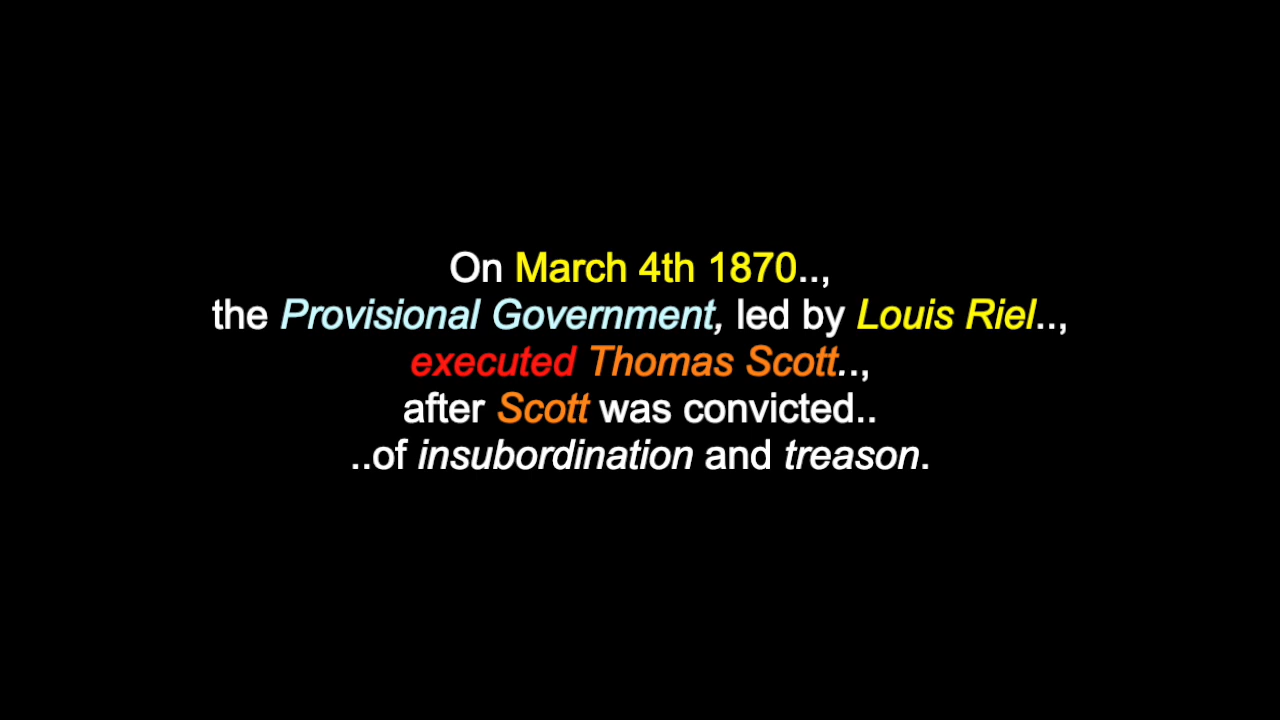 On March 4th 1870..,
the Provisional Government, led by Louis Riel..,
executed Thomas Scott..,
after Scott was convicted..
..of insubordination and treason.